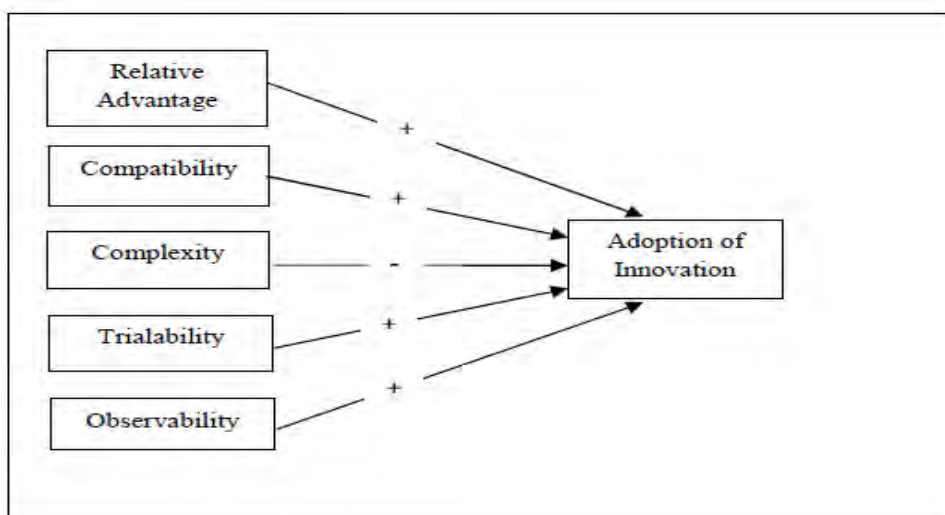 Relative
Advantage
+
Compatibility
+
Complexity
-
Adoption of
Innovation
Trialability
+
Observability
+